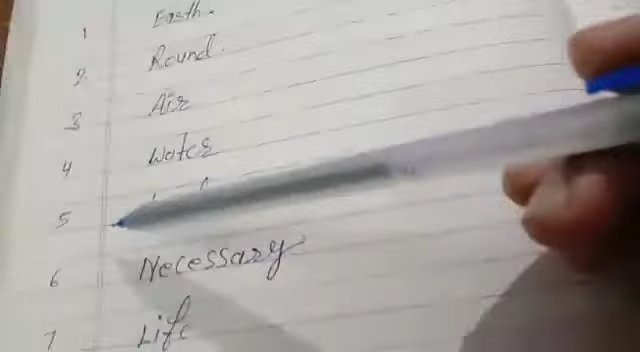 1 Earth.
2 Round.
3 Air
4 Water
5
6 Necessary
7 Life